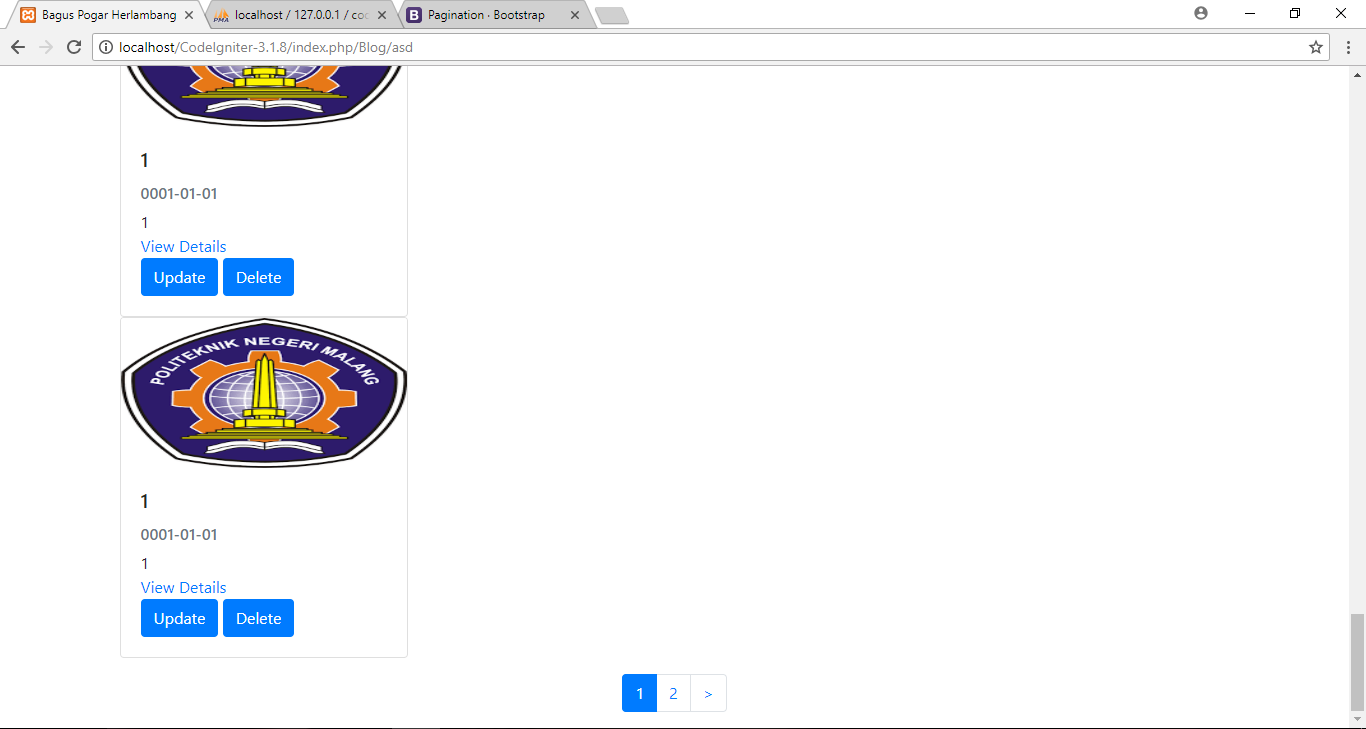 Bagus Pogar Herlambang
localhost / 127.0.0.1 / coc
Pagination · Bootstrap
localhost/CodeIgniter-3.1.8/index.php/Blog/asd
1
0001-01-01
1
View Details
Update Delete
POLITEKNIK NEGERI MALANG
1
0001-01-01
1
View Details
Update Delete
1 2 >